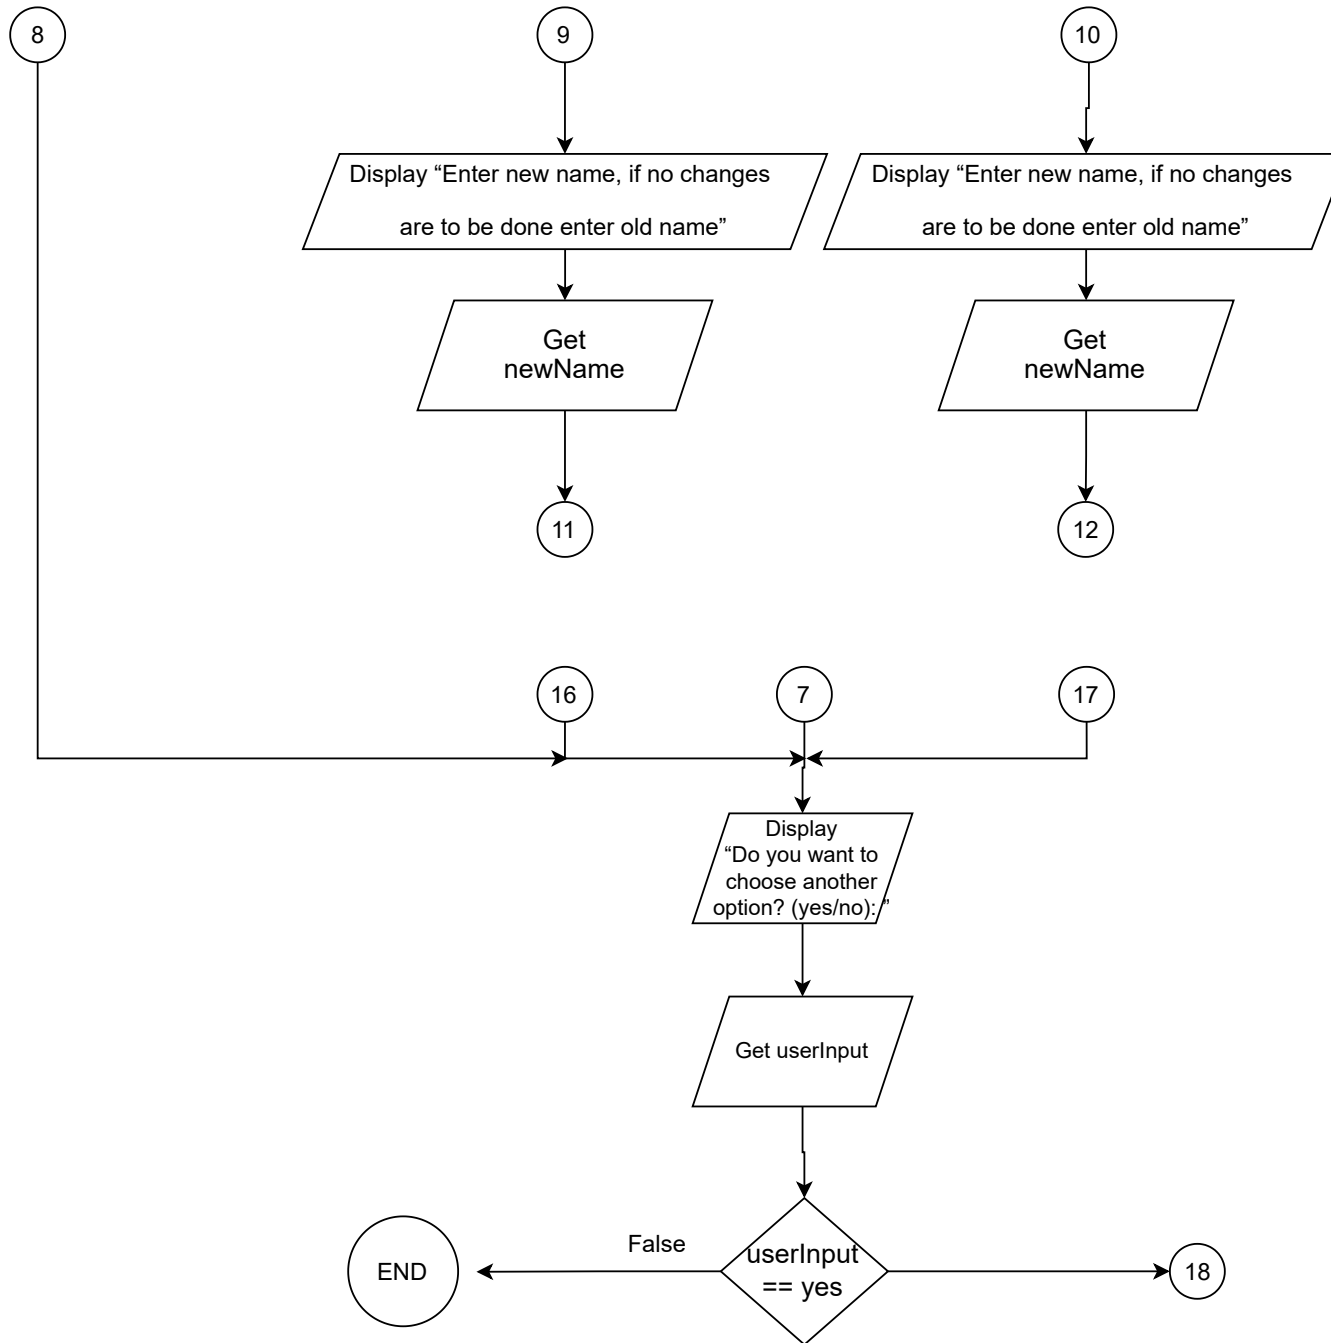 8
9
10
Display “Enter new name, if no changes
are to be done enter old name”
Display “Enter new name, if no changes
are to be done enter old name”
Get
newName
Get
newName
11
12
16
7
17
Display
“Do you want to
choose another
option? (yes/no): ”
Get userInput
False
userInput
== yes
END
18